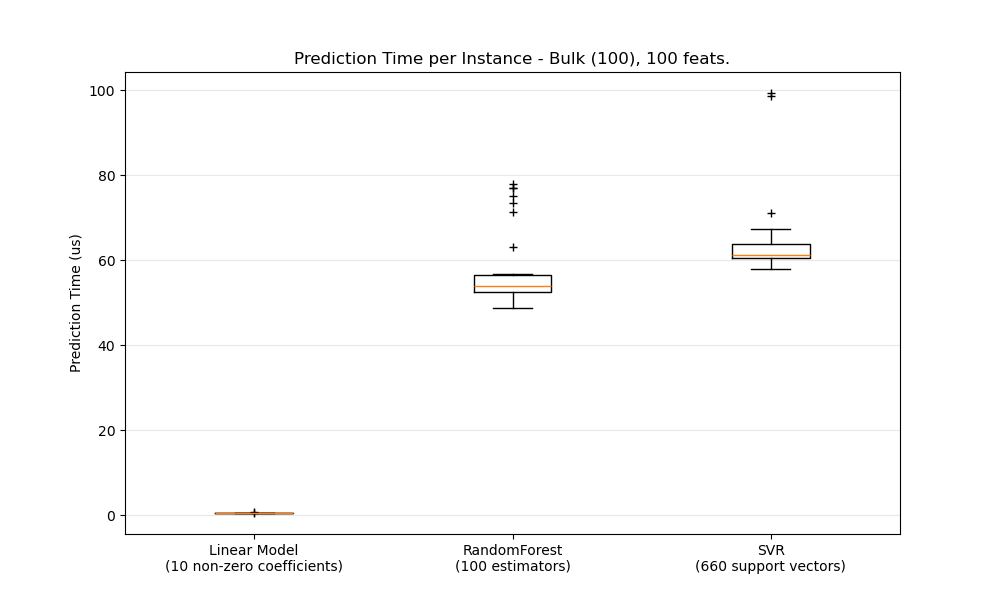 Prediction Time per Instance - Bulk (100), 100 feats.
100
80
60
40
20
0
Prediction Time (us)
Linear Model
(10 non-zero coefficients)
RandomForest
(100 estimators)
SVR
(660 support vectors)